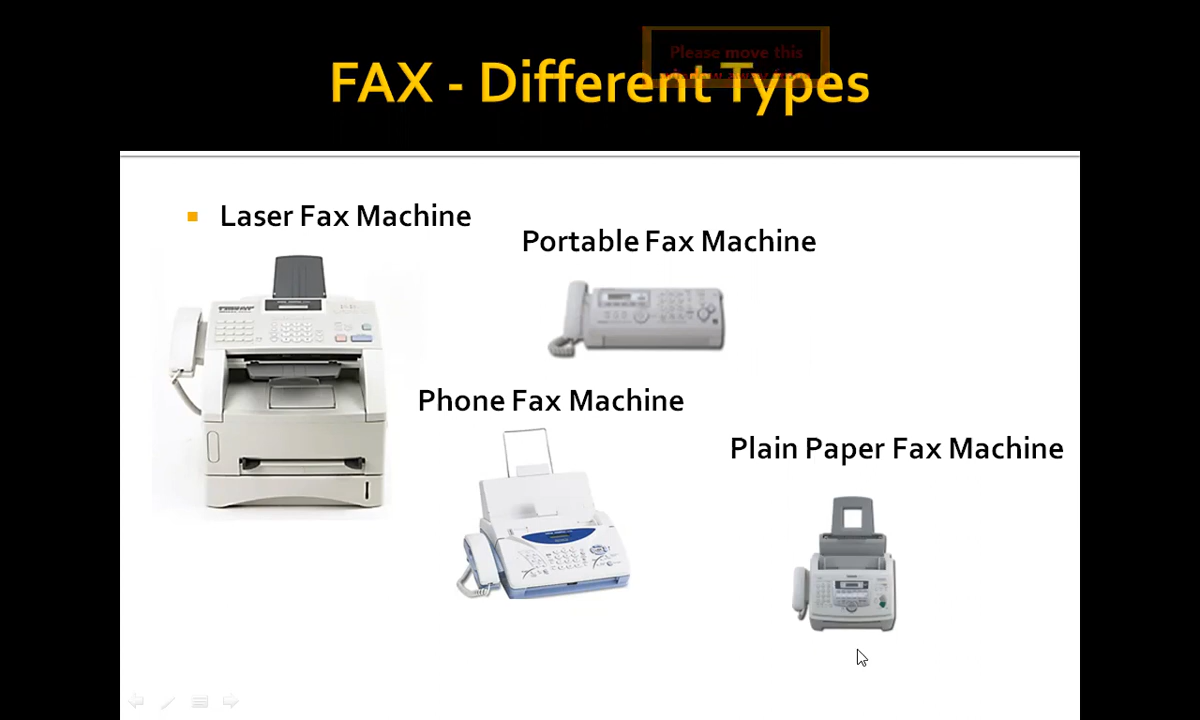 Please move this
FAX - Different Types
Laser Fax Machine
Portable Fax Machine
Phone Fax Machine
Plain Paper Fax Machine